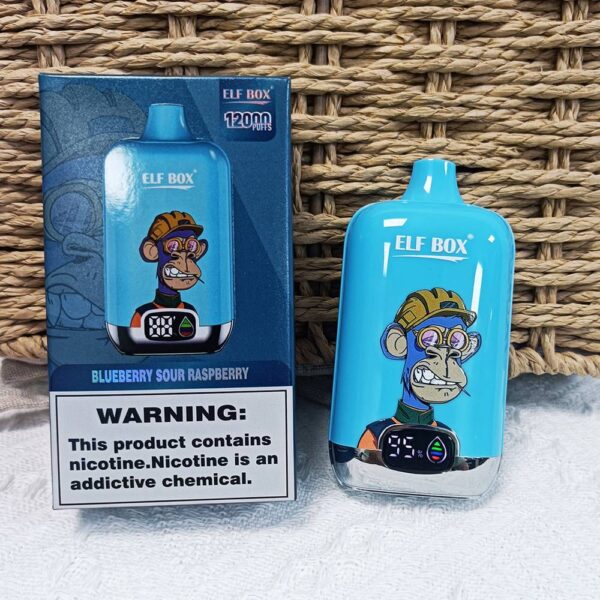 ELF BOX®
12000
PUFFS
ELF BOX
88
BLUEBERRY SOUR RASPBERRY
WARNING:
This product contains
nicotine.Nicotine is an
addictive chemical.
ELF BOX®
95%